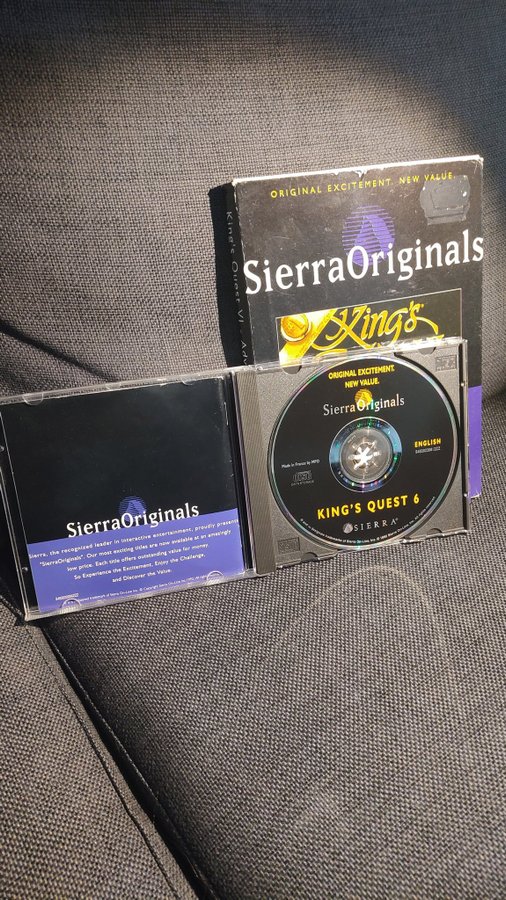 ORIGINAL EXCITEMENT. NEW VALUE.
SierraOriginals
King's
King's Quest VI
ORIGINAL EXCITEMENT.
NEW VALUE.
SierraOriginals
Made in France by MPO
ENGLISH
KING'S QUEST 6
SIERRA
SierraOriginals
Sierra, the recognized leader in interactive entertainment, proudly presents
"SierraOriginals" Our most exciting titles are now available at an amazingly
low price. Each title offers outstanding value for money.
So Experience the Excitement, Enjoy the Challenge,
and Discover the Value.